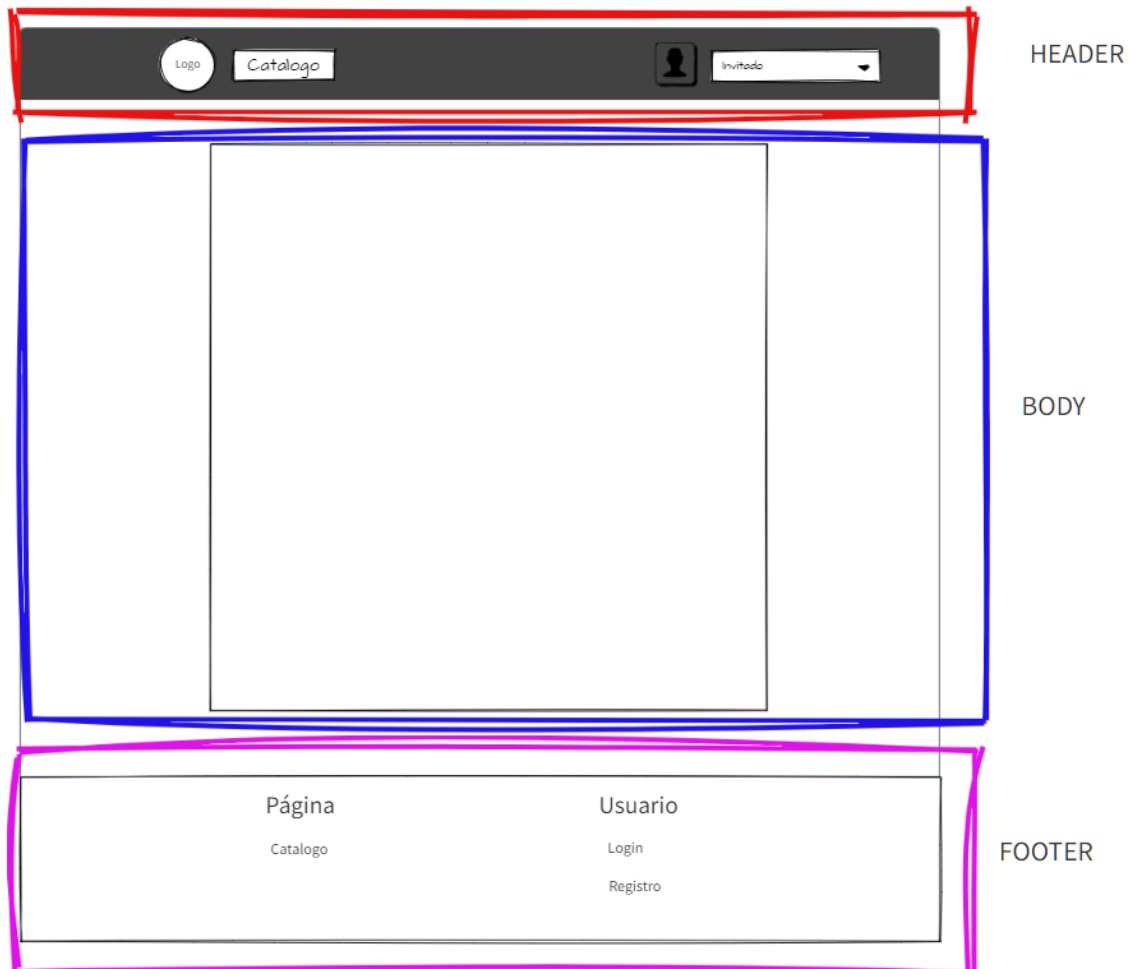 Logo
Catalogo
Invitado
HEADER
BODY
Página
Usuario
Catalogo
Login
Registro
FOOTER